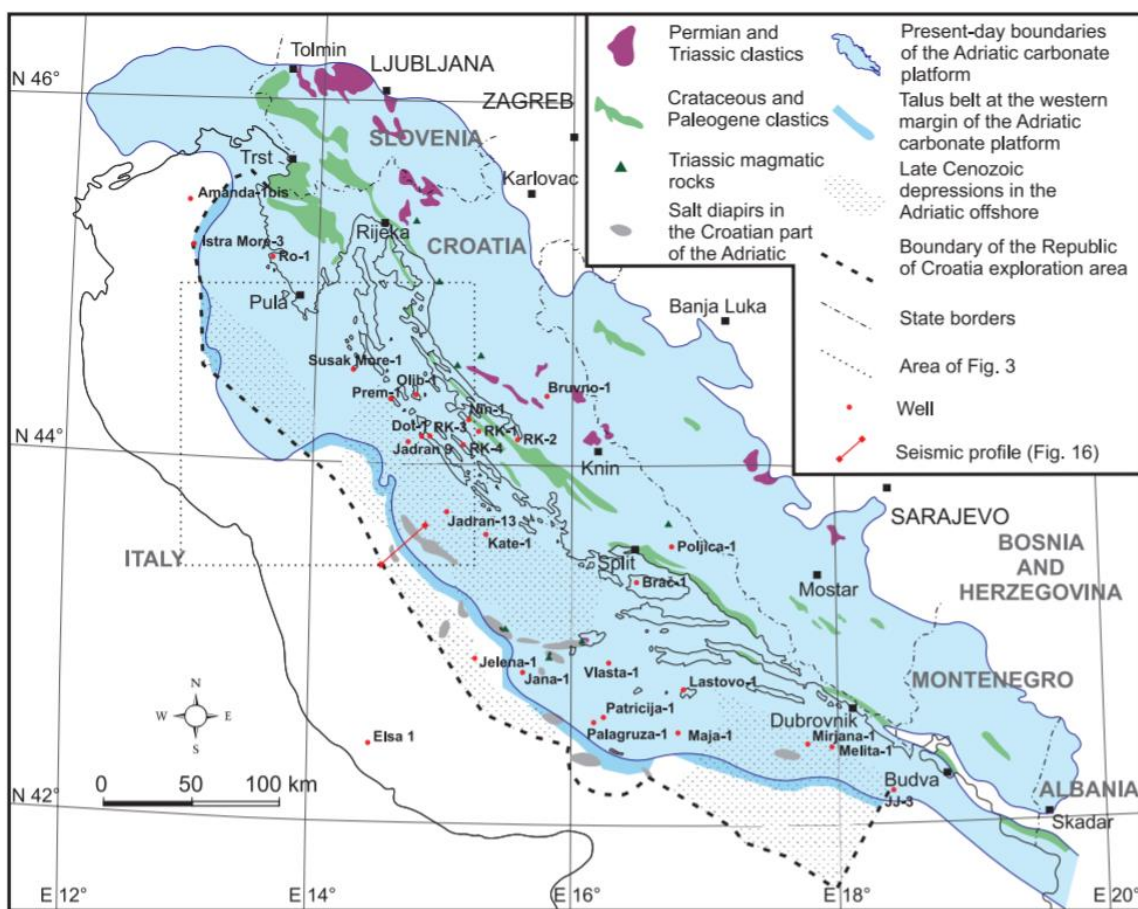 Permian and
Triassic clastics
Crataceous and
Paleogene clastics
Triassic magmatic
rocks
Salt diapirs in
the Croatian part
of the Adriatic
Present-day boundaries
of the Adriatic carbonate
platform
Talus belt at the western
margin of the Adriatic
carbonate platform
Late Cenozoic
depressions in the
Adriatic offshore
Boundary of the Republic
of Croatia exploration area
State borders
Area of Fig. 3
Well
Seismic profile (Fig. 16)
Tolmin
LJUBLJANA
N 46°
ZAGREB
SLOVENIA
Trst
Karlovac
Amanda-1bis
Rijeka
CROATIA
Istra More-3
Ro-1
Pula
Banja Luka
Susak More-1
Olib-1
Prem-1
Bruvno-1
Nin-1
Dot-1
RK-3
RK-1
RK-2
N 44°
Jadran 9
RK-4
Knin
SARAJEVO
Jadran-13
ITALY
Kate-1
Split
Poljica-1
BOSNIA
AND
HERZEGOVINA
Brač-1
Mostar
Jelena-1
Jana-1
Vlasta-1
Lastovo-1
MONTENEGRO
N
W
E
S
Patricija-1
Dubrovnik
Elsa 1
Palagruza-1
Maja-1
Mirjana-1
Melita-1
0 50 100 km
Budva
ALBANIA
N 42°
JJ-3
Skadar
E 12°
E 14°
E 16°
E 18°
E 20°